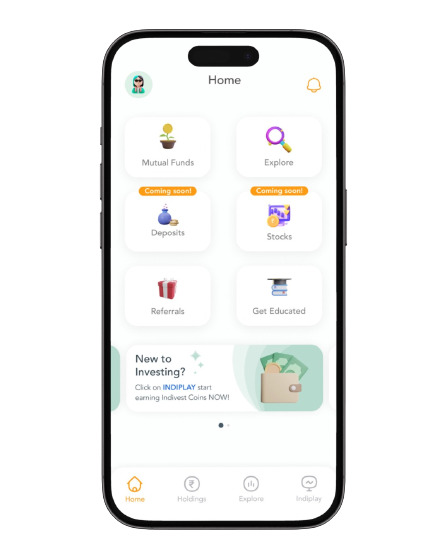 Home
Mutual Funds
Explore
Coming soon!
Coming soon!
Deposits
Stocks
Referrals
Get Educated
New to
Investing?
Click on INDIPLAY start
earning Indivest Coins NOW!
Home
Holdings
Explore
Indiplay